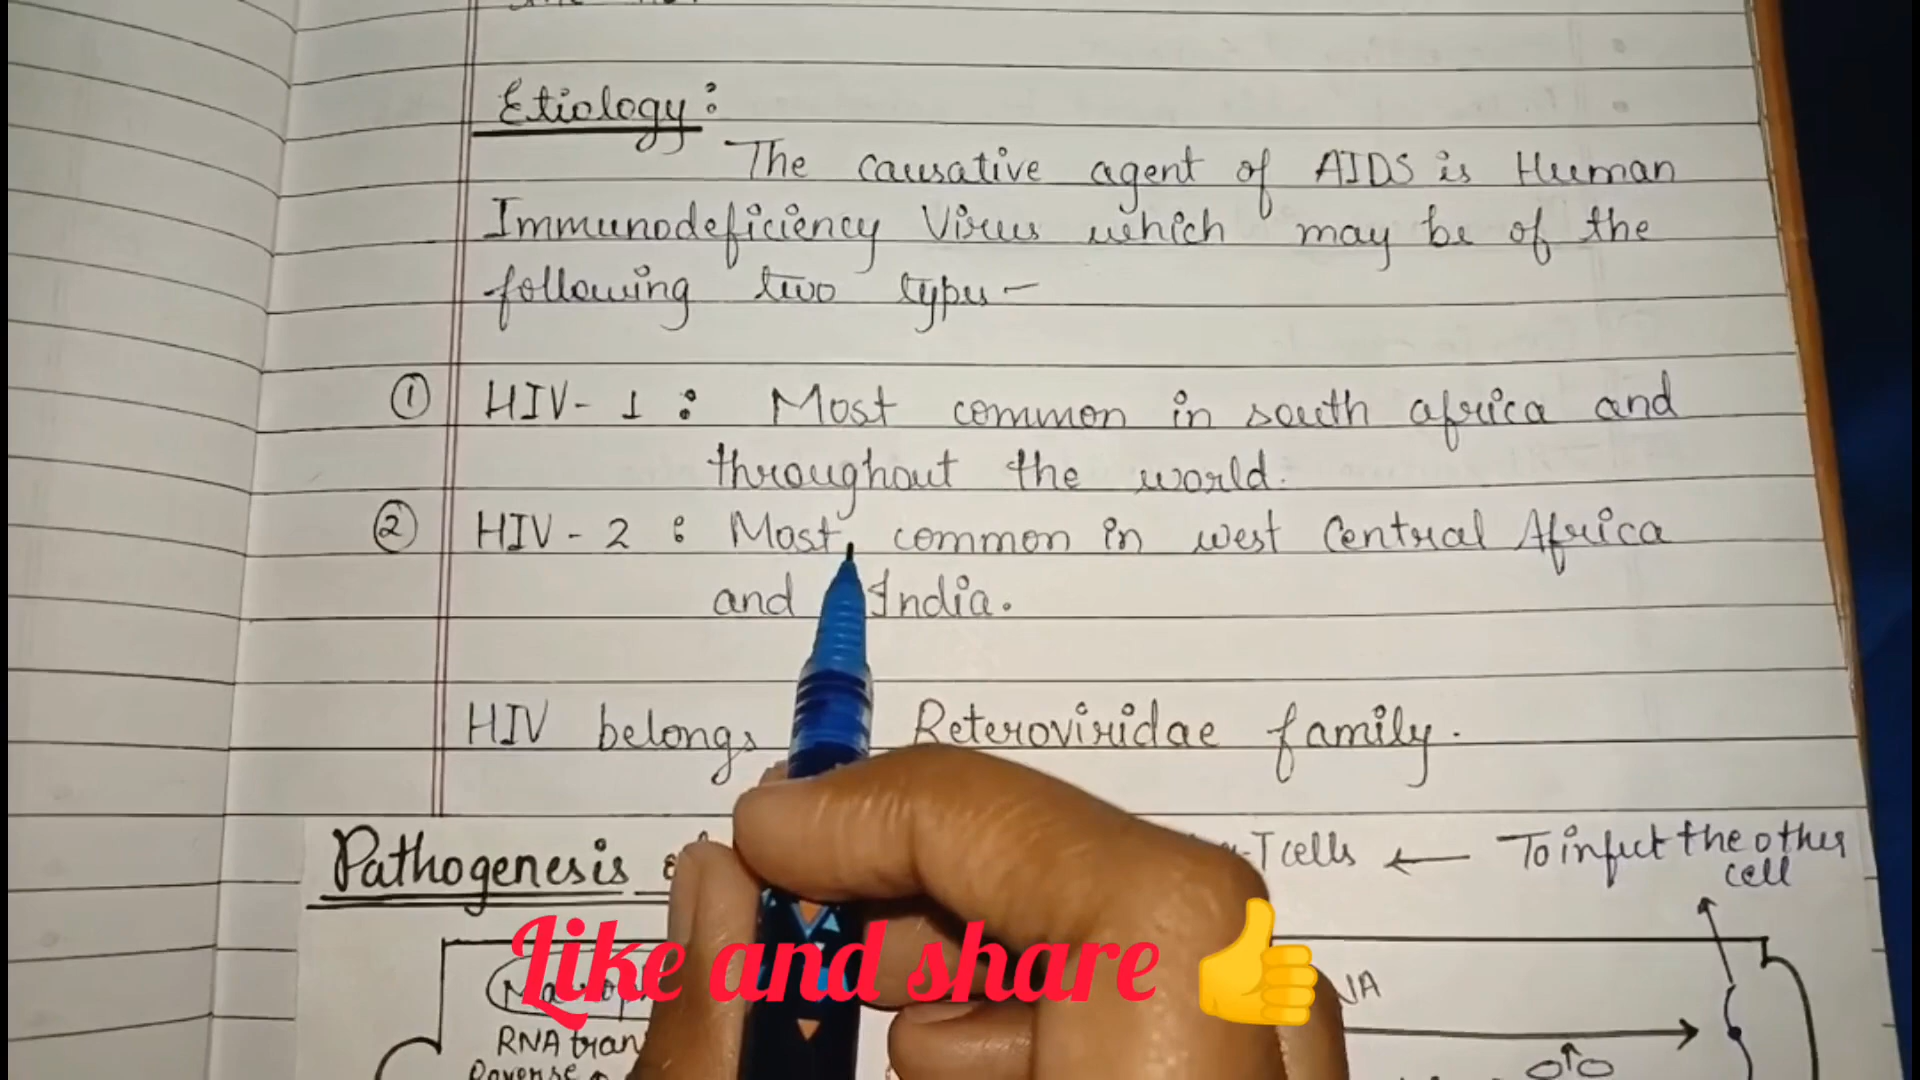 Etiology:
The causative agent of AIDS is Human
Immunodeficiency Virus which may be of the
following two types-
① HIV-1: Most common in south africa and
throughout the world.
② HIV-2: Most common in west Central Africa
and India.
HIV belongs Reteroviridae family.
Pathogenesis
T cells ← To infect the other
cell
RNA tran
Reverse
Like and share 👍